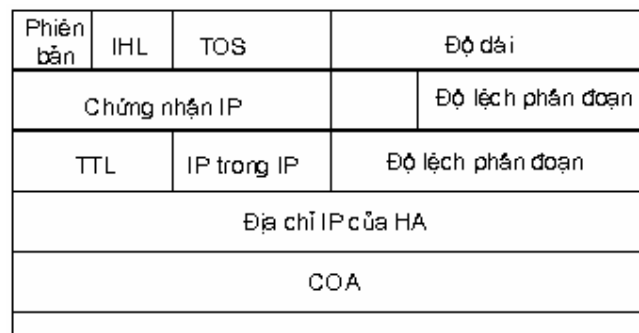 Phiên
bản IHL TOS Độ dài
Chứng nhận IP Độ lệch phân đoạn
TTL IP trong IP Độ lệch phân đoạn
Địa chỉ IP của HA
COA